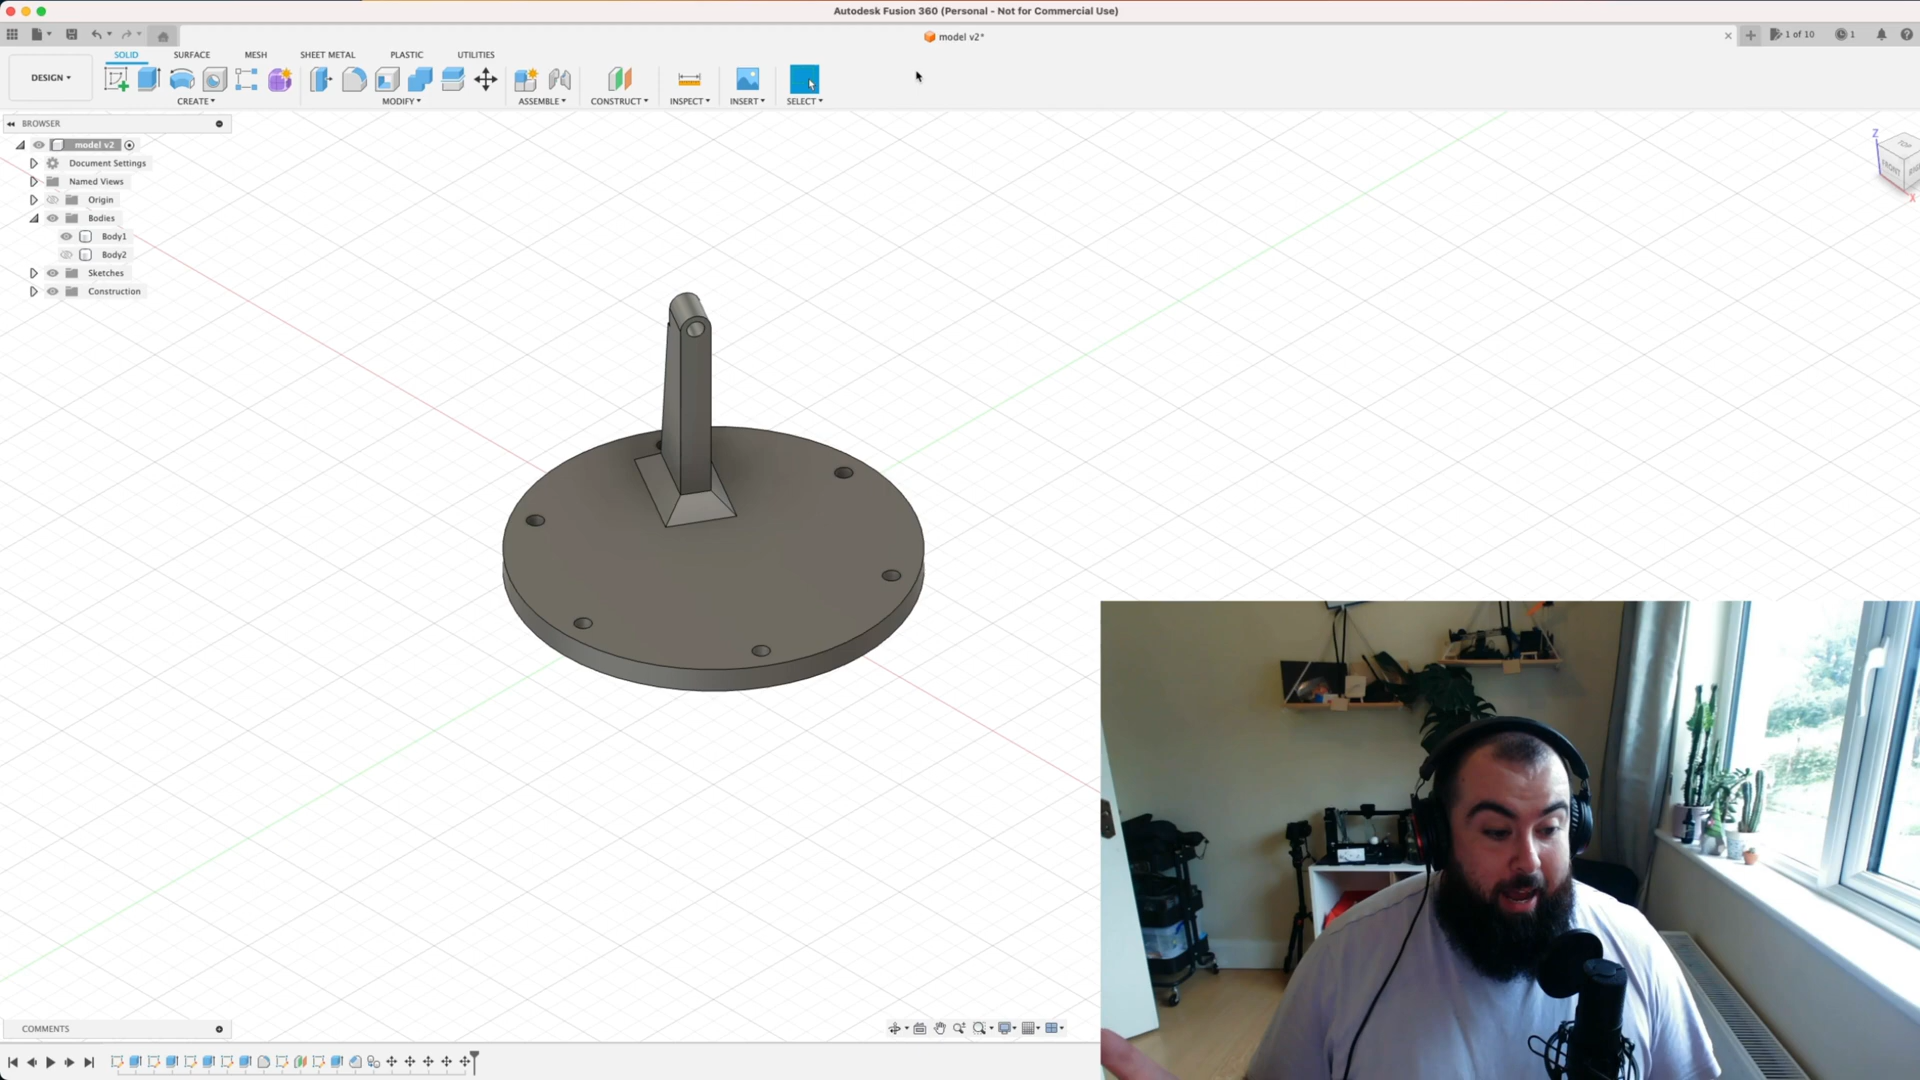 Autodesk Fusion 360 (Personal - Not for Commercial Use)
model v2*
1 of 10
1
DESIGN
SOLID
SURFACE
MESH
SHEET METAL
PLASTIC
UTILITIES
CREATE
MODIFY
ASSEMBLE
CONSTRUCT
INSPECT
INSERT
SELECT
BROWSER
model v2
Document Settings
Named Views
Origin
Bodies
Body1
Body2
Sketches
Construction
Z
TOP
FRONT
X
COMMENTS